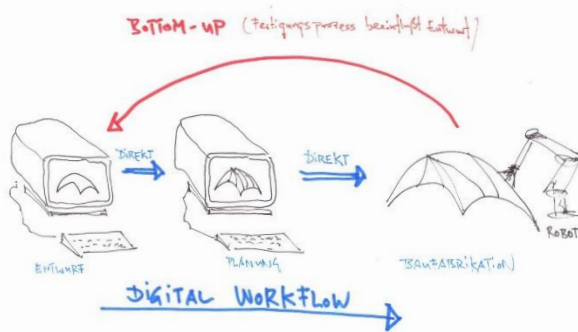 BOTTOM-UP (Fertigungsprozess beeinflußt Entwurf)
DIREKT
DIREKT
ROBOT
ENTWURF
PLANUNG
BAUFABRIKATION
DIGITAL WORKFLOW